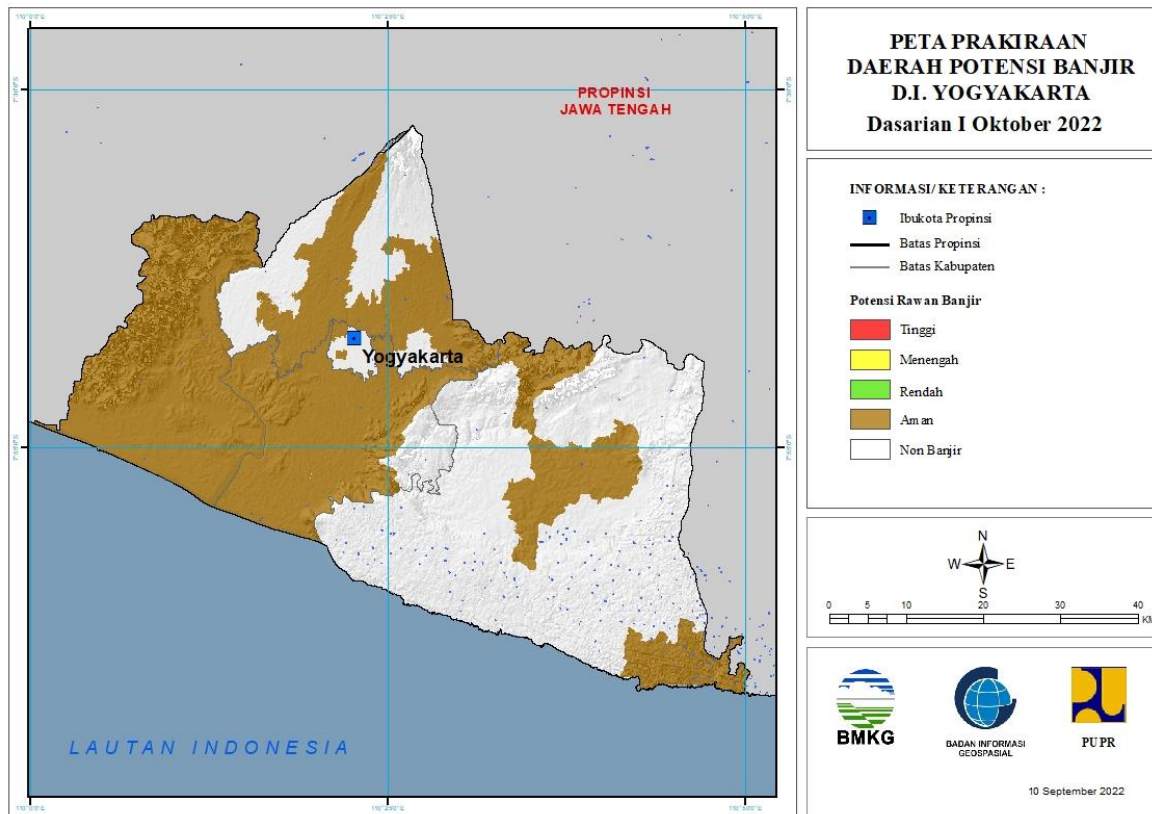 PETA PRAKIRAAN
DAERAH POTENSI BANJIR
D.I. YOGYAKARTA
Dasarian I Oktober 2022
INFORMASI/ KETERANGAN :
Ibukota Propinsi
Batas Propinsi
Batas Kabupaten
Potensi Rawan Banjir
Tinggi
Menengah
Rendah
Aman
Non Banjir
N
W E
S
0 5 10 20 30 40
KM
BMKG
BADAN INFORMASI
GEOSPASIAL
PUPR
10 September 2022
PROPINSI
JAWA TENGAH
Yogyakarta
LAUTAN INDONESIA